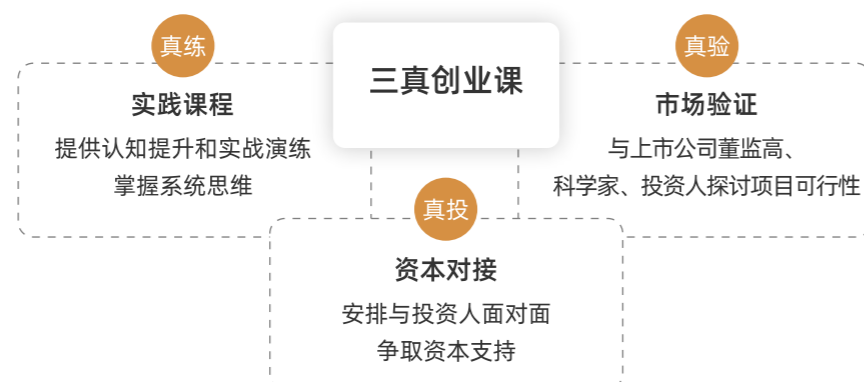 三真创业课
真练
实践课程
提供认知提升和实战演练
掌握系统思维
真验
市场验证
与上市公司董监高、
科学家、投资人探讨项目可行性
真投
资本对接
安排与投资人面对面
争取资本支持